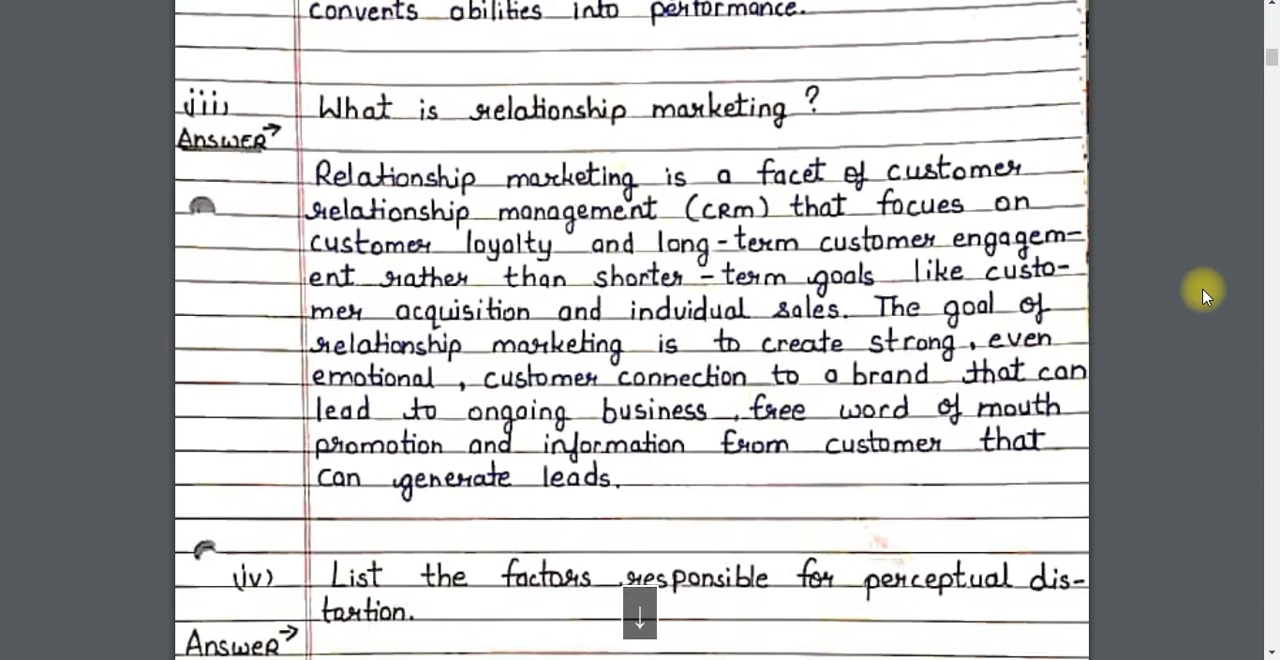 convents abilities into performance.
iii) What is relationship marketing ?
Answer→
Relationship marketing is a facet of customer
relationship management (CRM) that focues on
customer loyalty and long-term customer engagem=
ent rather than shorter-term goals like custo-
mer acquisition and indvidual sales. The goal of
relationship marketing is to create strong, even
emotional, customer connection to a brand that can
lead to ongoing business, free word of mouth
promotion and information from customer that
can generate leads.
(iv) List the factors responsible for perceptual dis-
tartion.
↓
Answer→